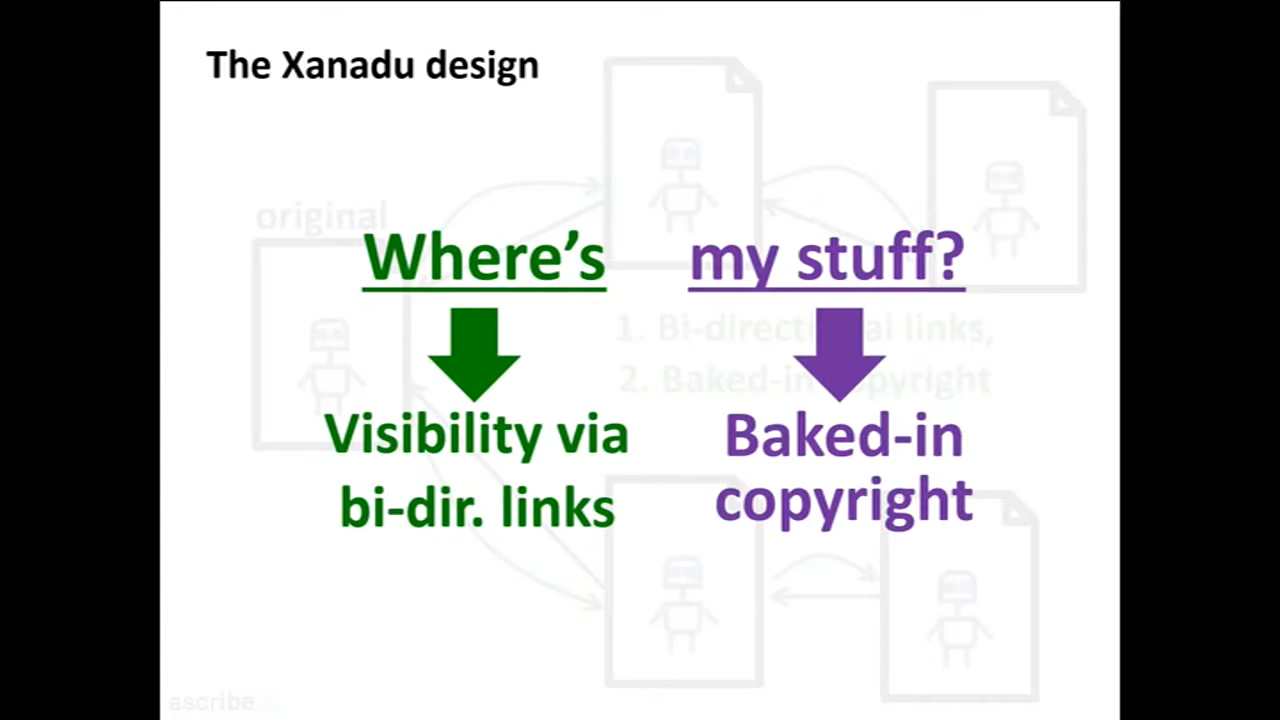 The Xanadu design
original
Where's my stuff?
1. Bi-directional links,
2. Baked-in copyright
Visibility via
bi-dir. links
Baked-in
copyright
ascribe